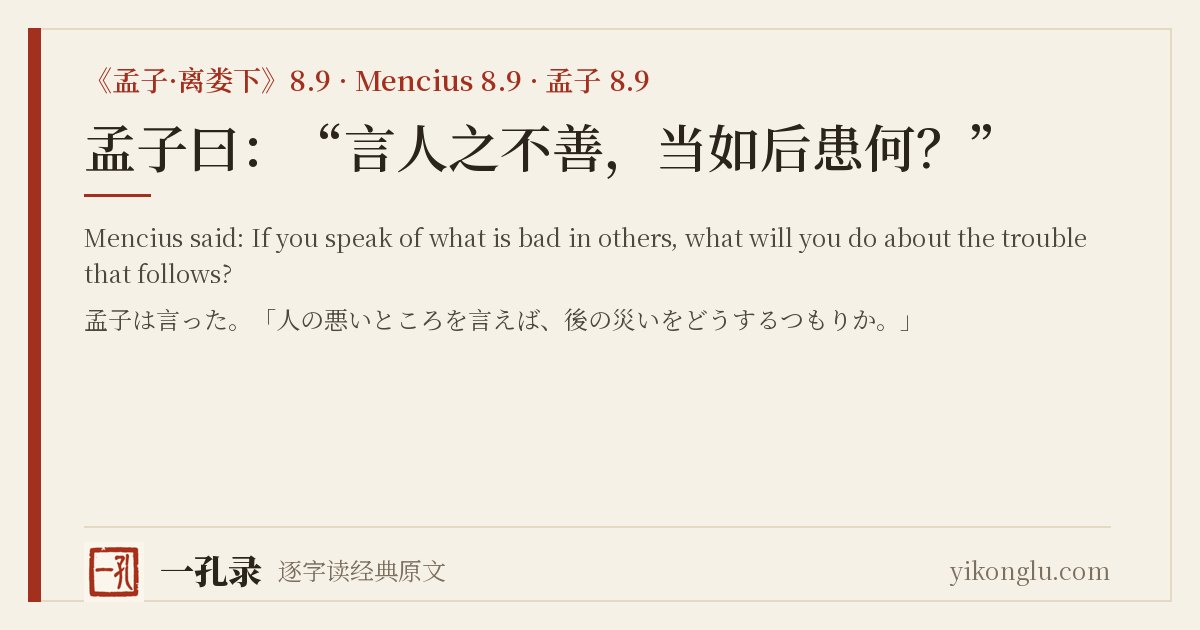 《孟子·离娄下》8.9 · Mencius 8.9 · 孟子 8.9
孟子曰：“言人之不善，当如后患何？”
Mencius said: If you speak of what is bad in others, what will you do about the trouble
that follows?
孟子は言った。「人の悪いところを言えば、後の災いをどうするつもりか。」
一孔
一孔录 逐字读经典原文
yikonglu.com